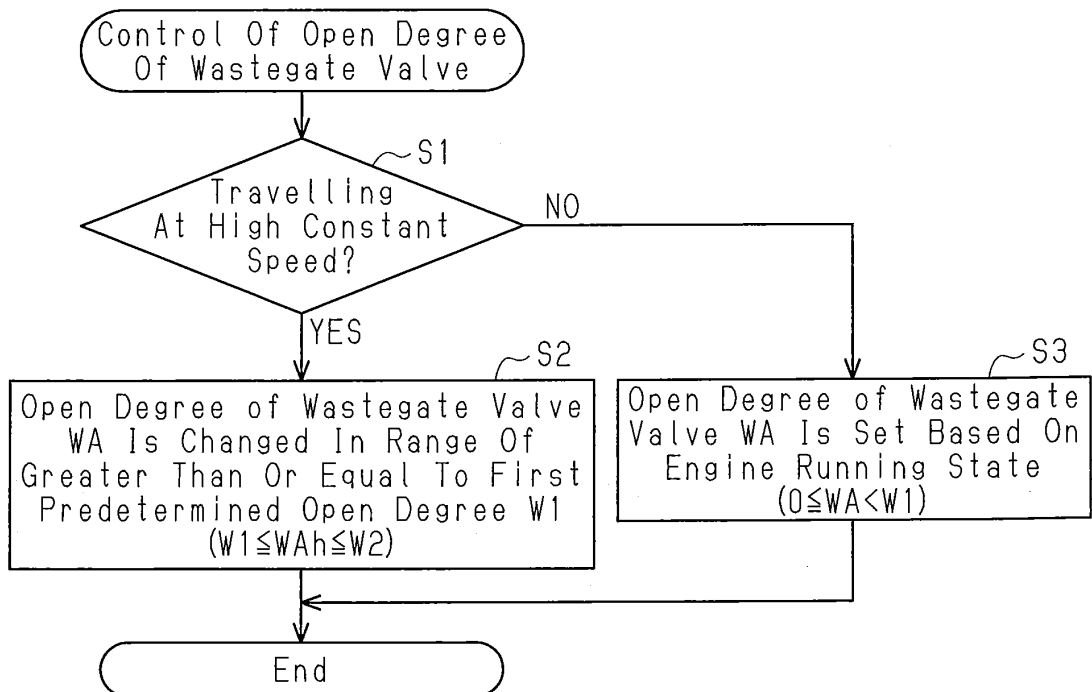 Control Of Open Degree
Of Wastegate Valve
S1
Travelling
At High Constant
Speed?
NO
YES
S2
Open Degree of Wastegate Valve
WA Is Changed In Range Of
Greater Than Or Equal To First
Predetermined Open Degree W1
(W1≦WAh≦W2)
S3
Open Degree of Wastegate
Valve WA Is Set Based On
Engine Running State
(0≦WA<W1)
End